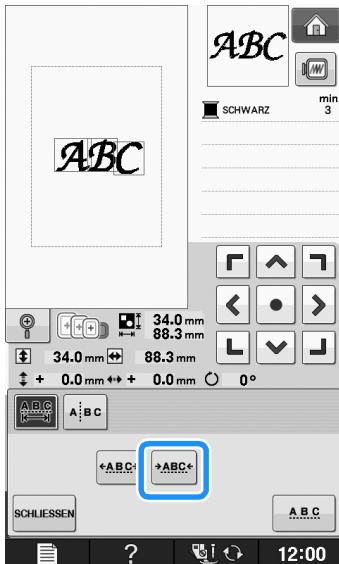 ABC
SCHWARZ
min
3
ABC
34.0 mm
88.3 mm
34.0 mm 88.3 mm
+ 0.0 mm + 0.0 mm 0°
ABC
A BC
ABC
ABC
SCHLIESSEN
ABC
?
12:00